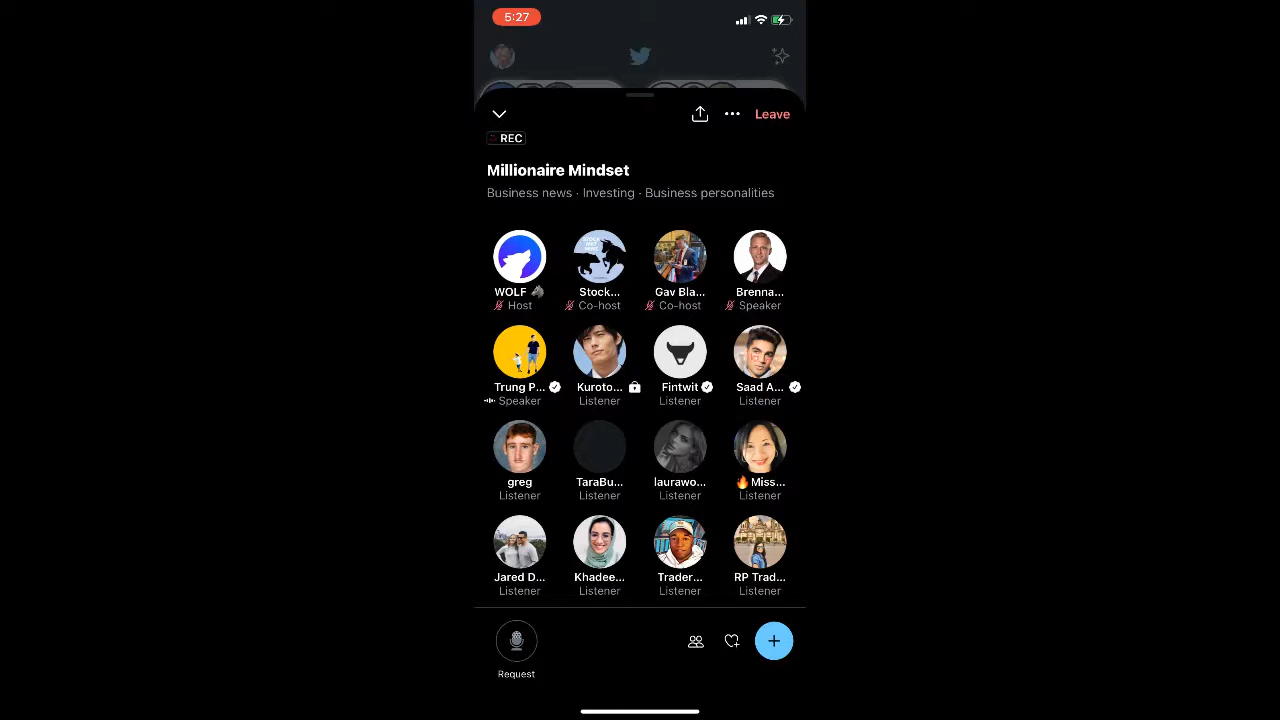 5:27
Leave
REC
Millionaire Mindset
Business news · Investing · Business personalities
WOLF Stock... Gav Bla... Brenna...
Host Co-host Co-host Speaker
Trung P... Kuroto... Fintwit Saad A...
Speaker Listener Listener Listener
greg TaraBu... laurawo... Miss...
Listener Listener Listener Listener
Jared D... Khadee... Trader... RP Trad...
Listener Listener Listener Listener
Request